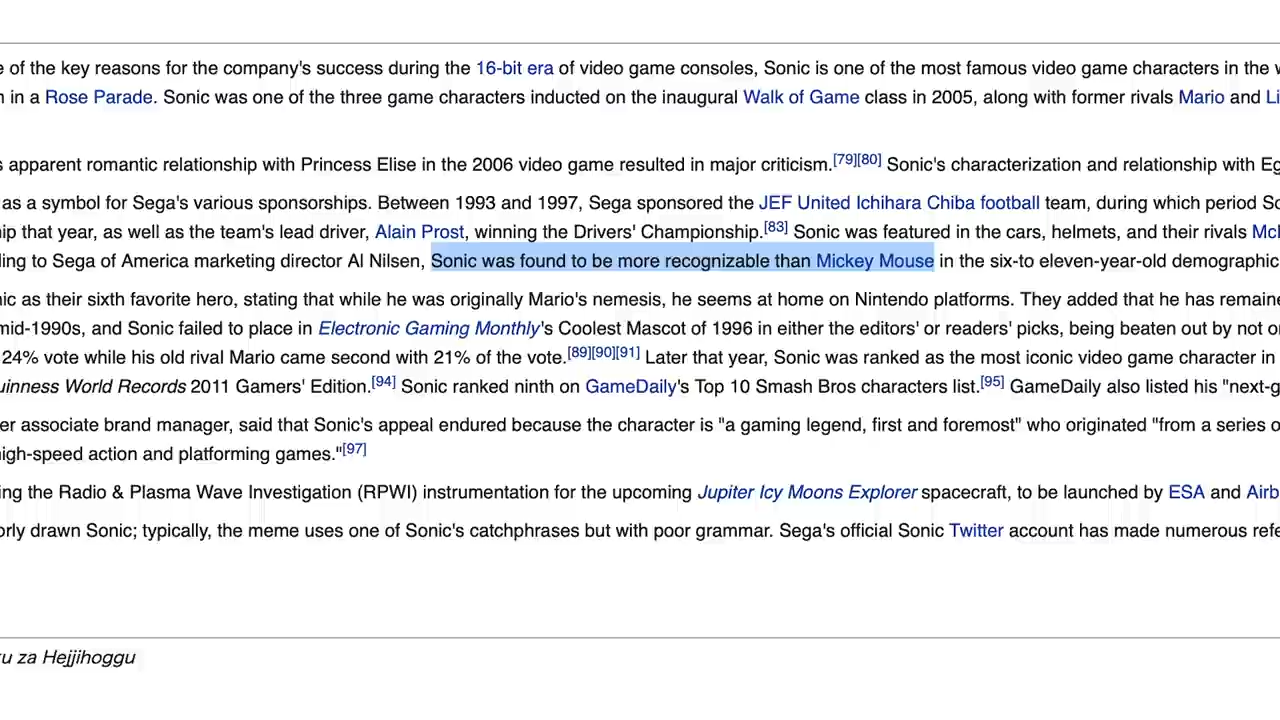 of the key reasons for the company's success during the 16-bit era of video game consoles, Sonic is one of the most famous video game characters in the
in a Rose Parade. Sonic was one of the three game characters inducted on the inaugural Walk of Game class in 2005, along with former rivals Mario and Li
apparent romantic relationship with Princess Elise in the 2006 video game resulted in major criticism.[79][80] Sonic's characterization and relationship with Eg
as a symbol for Sega's various sponsorships. Between 1993 and 1997, Sega sponsored the JEF United Ichihara Chiba football team, during which period So
ip that year, as well as the team's lead driver, Alain Prost, winning the Drivers' Championship.[83] Sonic was featured in the cars, helmets, and their rivals McL
ling to Sega of America marketing director Al Nilsen, Sonic was found to be more recognizable than Mickey Mouse in the six-to eleven-year-old demographic
ic as their sixth favorite hero, stating that while he was originally Mario's nemesis, he seems at home on Nintendo platforms. They added that he has remaine
mid-1990s, and Sonic failed to place in Electronic Gaming Monthly's Coolest Mascot of 1996 in either the editors' or readers' picks, being beaten out by not
24% vote while his old rival Mario came second with 21% of the vote.[89][90][91] Later that year, Sonic was ranked as the most iconic video game character in
uinness World Records 2011 Gamers' Edition.[94] Sonic ranked ninth on GameDaily's Top 10 Smash Bros characters list.[95] GameDaily also listed his "next-g
er associate brand manager, said that Sonic's appeal endured because the character is "a gaming legend, first and foremost" who originated "from a series
igh-speed action and platforming games."[97]
ing the Radio & Plasma Wave Investigation (RPWI) instrumentation for the upcoming Jupiter Icy Moons Explorer spacecraft, to be launched by ESA and Airb
orly drawn Sonic; typically, the meme uses one of Sonic's catchphrases but with poor grammar. Sega's official Sonic Twitter account has made numerous refe
u za Hejjihoggu